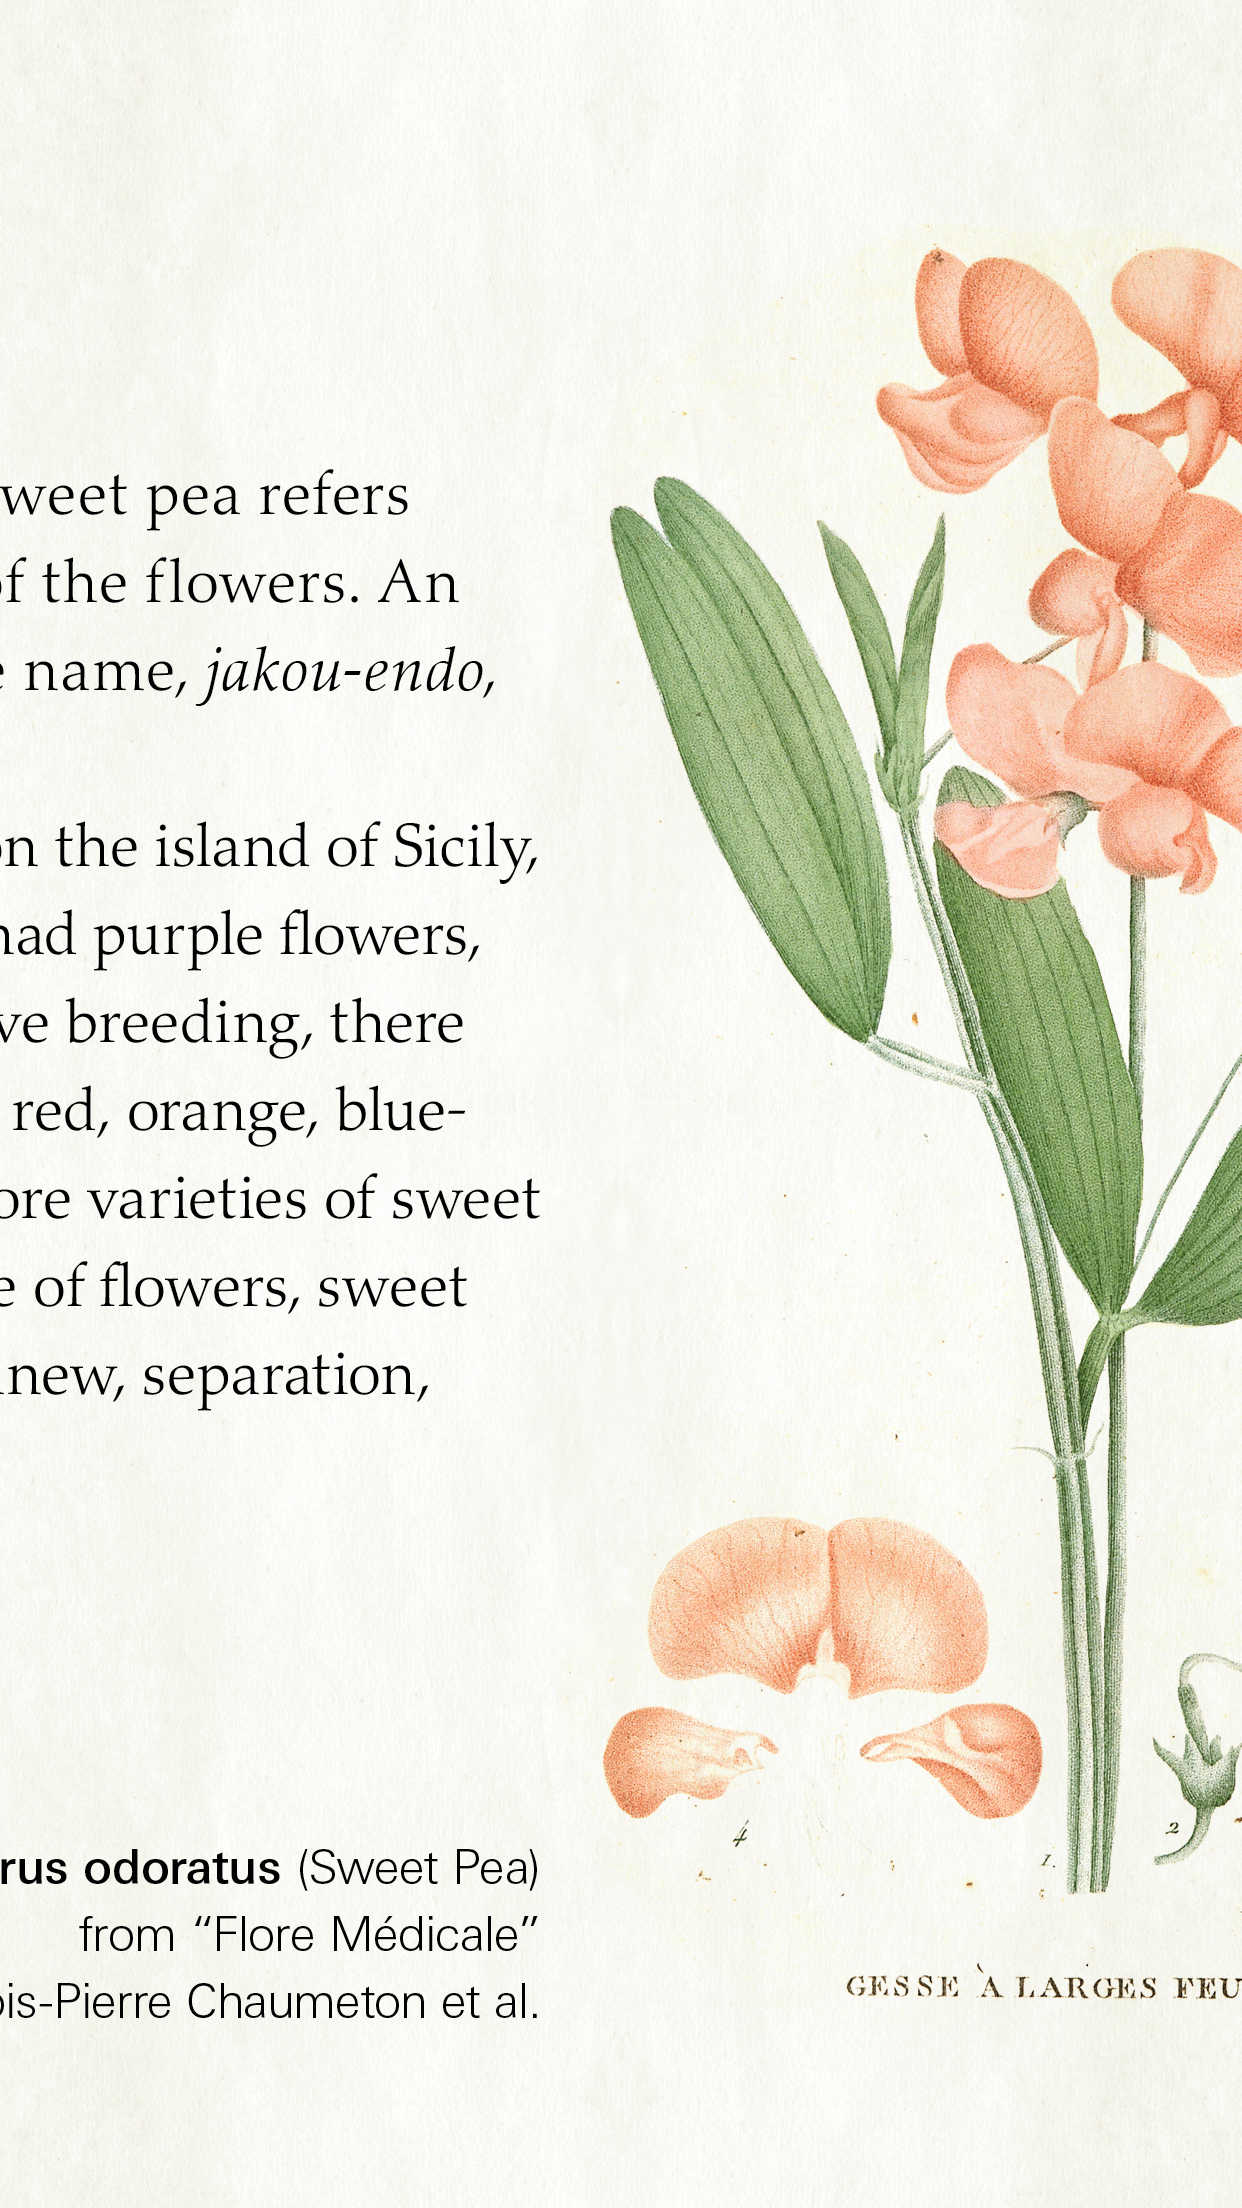 weet pea refers
of the flowers. An
e name, jakou-endo,
on the island of Sicily,
had purple flowers,
ve breeding, there
red, orange, blue-
ore varieties of sweet
e of flowers, sweet
new, separation,
rus odoratus (Sweet Pea)
from “Flore Médicale”
ois-Pierre Chaumeton et al.
4
1.
2
GESSE À LARGES FEU